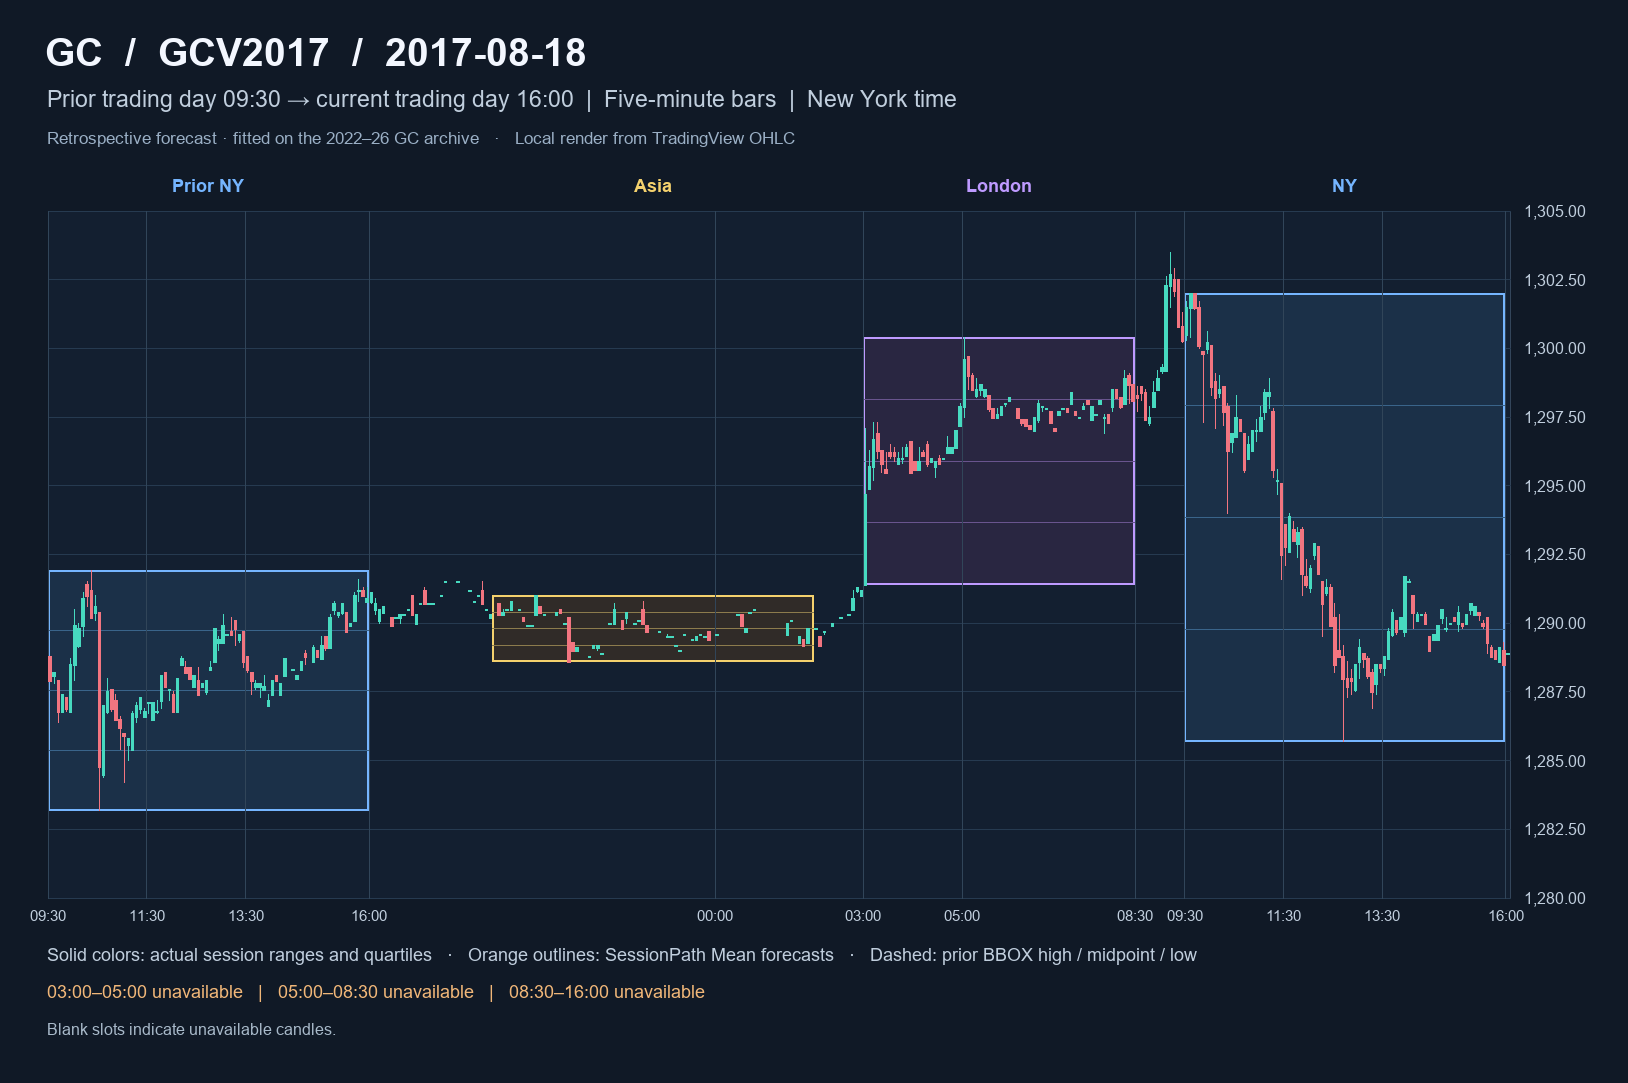 GC / GCV2017 / 2017-08-18
Prior trading day 09:30 → current trading day 16:00 | Five-minute bars | New York time
Retrospective forecast · fitted on the 2022–26 GC archive · Local render from TradingView OHLC
Prior NY Asia London NY
1,305.00
1,302.50
1,300.00
1,297.50
1,295.00
1,292.50
1,290.00
1,287.50
1,285.00
1,282.50
1,280.00
09:30 11:30 13:30 16:00 00:00 03:00 05:00 08:30 09:30 11:30 13:30 16:00
Solid colors: actual session ranges and quartiles · Orange outlines: SessionPath Mean forecasts · Dashed: prior BBOX high / midpoint / low
03:00–05:00 unavailable | 05:00–08:30 unavailable | 08:30–16:00 unavailable
Blank slots indicate unavailable candles.